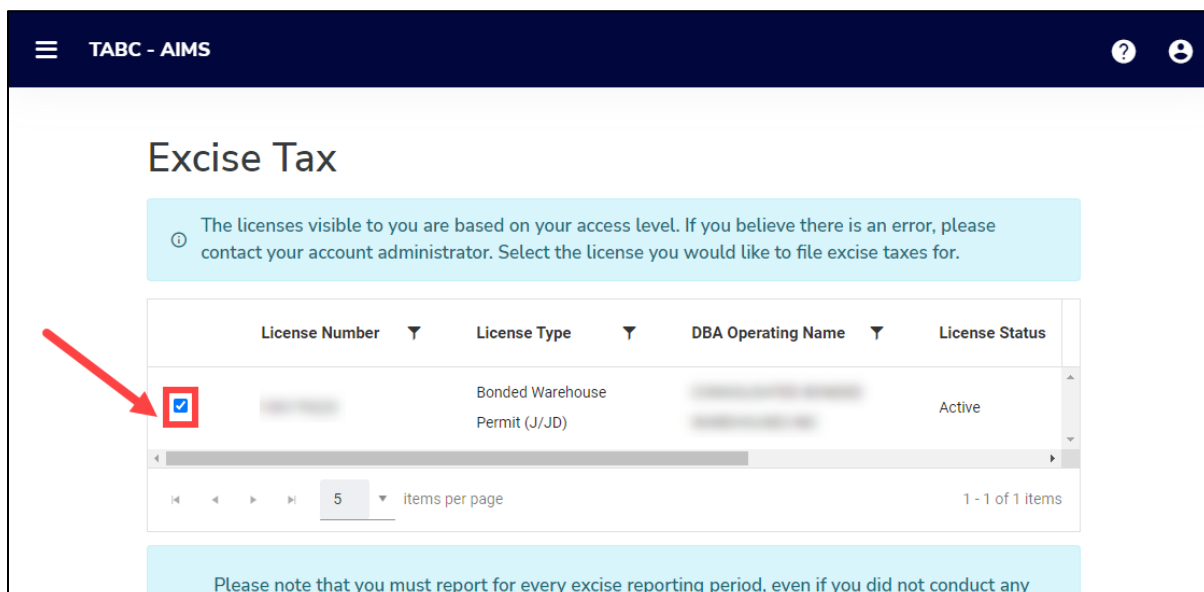 TABC - AIMS
Excise Tax
The licenses visible to you are based on your access level. If you believe there is an error, please
contact your account administrator. Select the license you would like to file excise taxes for.
License Number License Type DBA Operating Name License Status
Bonded Warehouse
Permit (J/JD)
Active
5 items per page 1 - 1 of 1 items
Please note that you must report for every excise reporting period, even if you did not conduct any